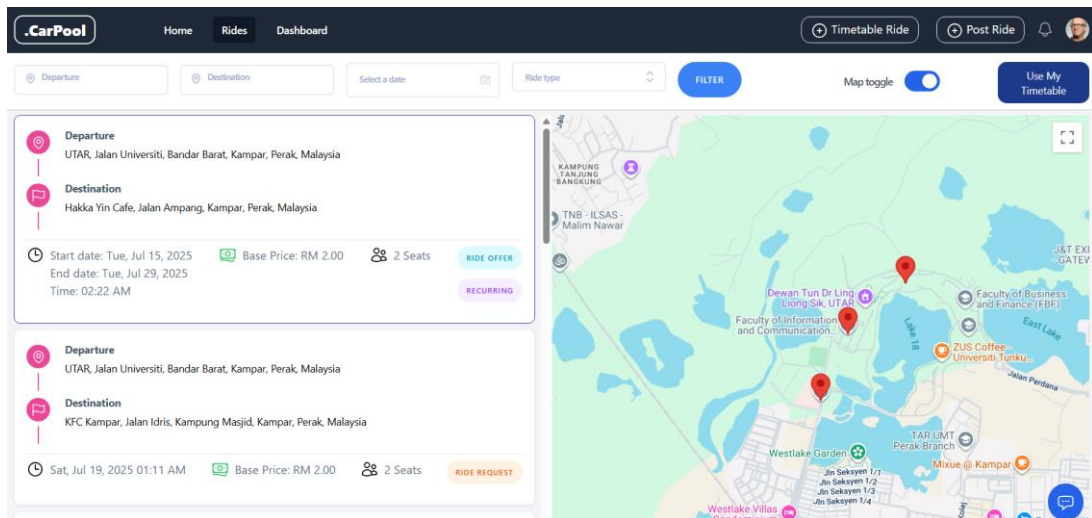 .CarPool
Home
Rides
Dashboard
Timetable Ride
Post Ride
Departure
Destination
Select a date
Ride type
FILTER
Map toggle
Use My
Timetable
Departure
UTAR, Jalan Universiti, Bandar Barat, Kampar, Perak, Malaysia
Destination
Hakka Yin Cafe, Jalan Ampang, Kampar, Perak, Malaysia
Start date: Tue, Jul 15, 2025
End date: Tue, Jul 29, 2025
Time: 02:22 AM
Base Price: RM 2.00
2 Seats
RIDE OFFER
RECURRING
Departure
UTAR, Jalan Universiti, Bandar Barat, Kampar, Perak, Malaysia
Destination
KFC Kampar, Jalan Idris, Kampung Masjid, Kampar, Perak, Malaysia
Sat, Jul 19, 2025 01:11 AM
Base Price: RM 2.00
2 Seats
RIDE REQUEST
KAMPUNG
TANJUNG
BANGKUNG
TNB - ILSAS -
Malim Nawar
J&T EXI
GATEW
Dewan Tun Dr Ling
Liong Sik, UTAR
Faculty of Business
and Finance (FBF)
Faculty of Information
and Communication...
Lake 18
East Lake
ZUS Coffee -
Universiti Tunku...
Jalan Perdana
TAR UMT
Perak Branch
Westlake Garden
Mixue @ Kampar
Jln Seksyen 1/1
Jln Seksyen 1/2
Jln Seksyen 1/3
Jln Seksyen 1/4
Westlake Villas